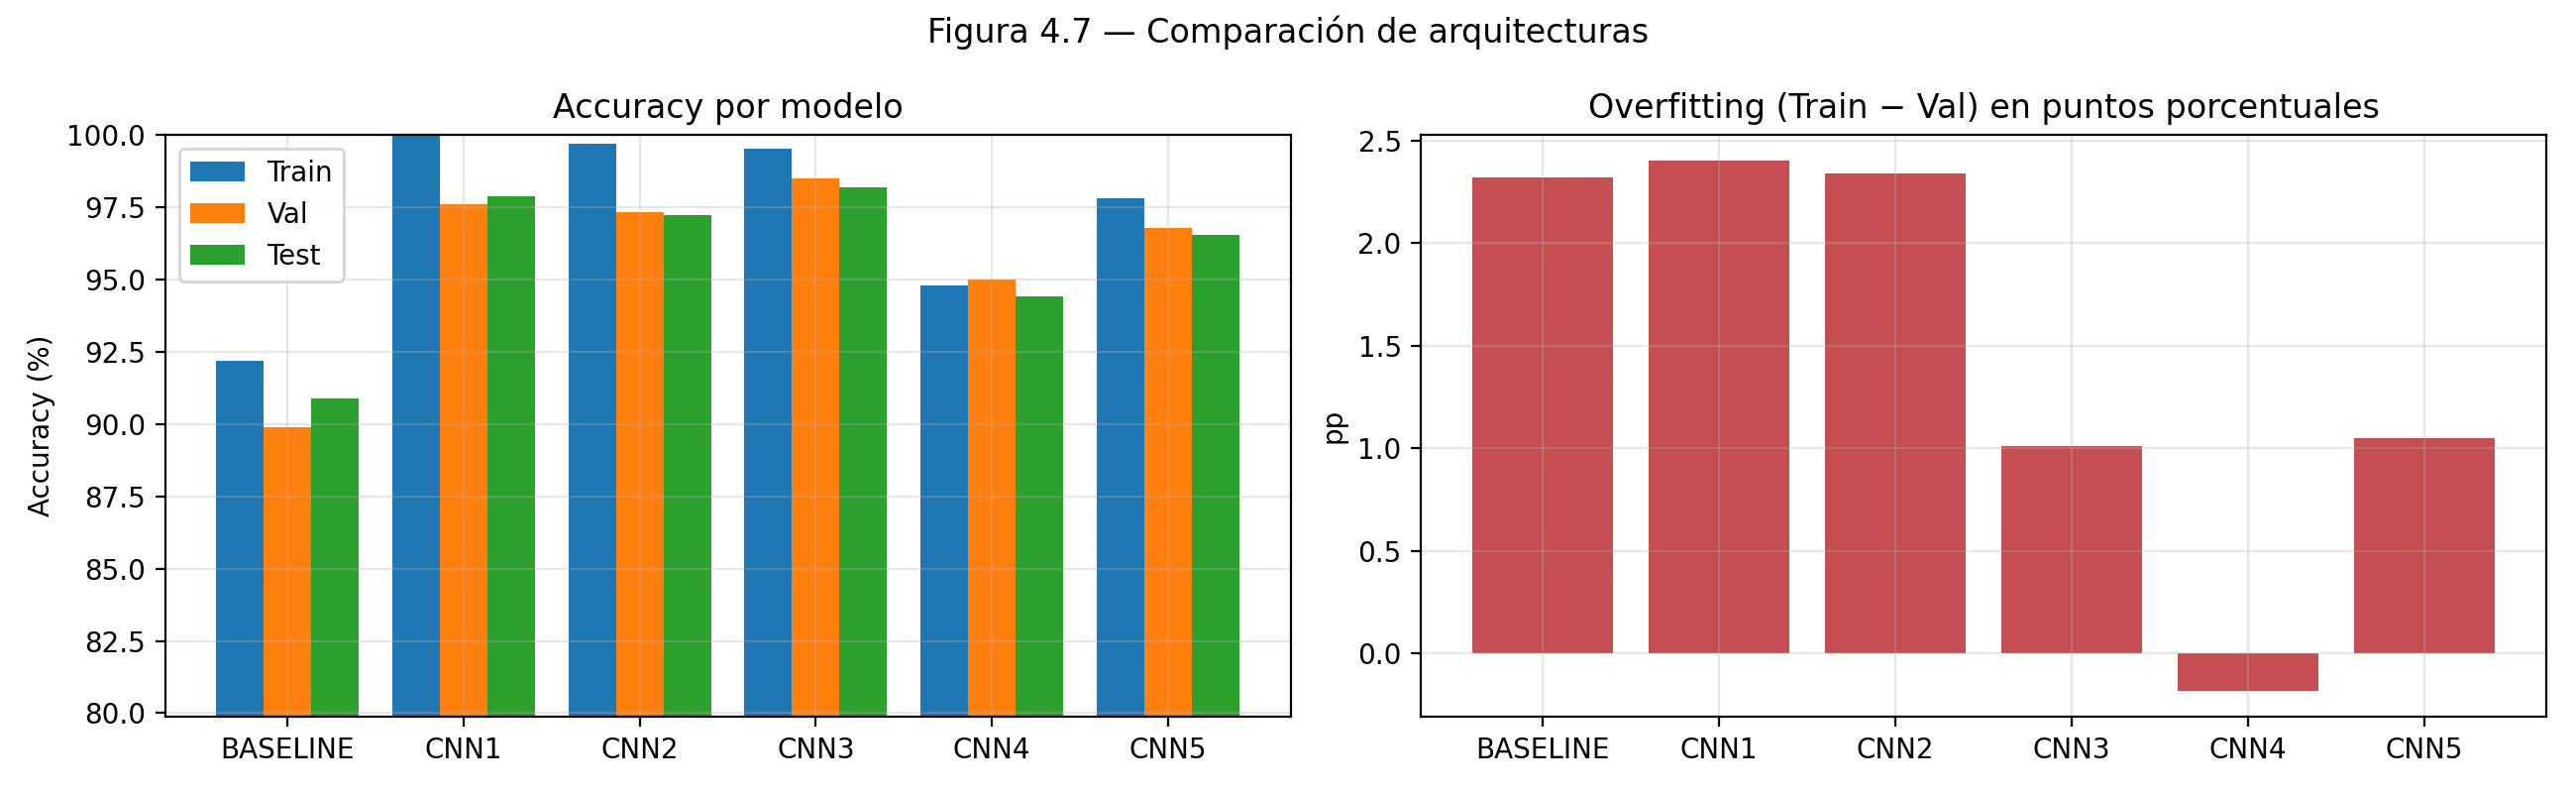 Figura 4.7 — Comparación de arquitecturas
Accuracy por modelo
Accuracy (%)
100.0
97.5
95.0
92.5
90.0
87.5
85.0
82.5
80.0
Train
Val
Test
BASELINE CNN1 CNN2 CNN3 CNN4 CNN5
Overfitting (Train − Val) en puntos porcentuales
pp
2.5
2.0
1.5
1.0
0.5
0.0
BASELINE CNN1 CNN2 CNN3 CNN4 CNN5